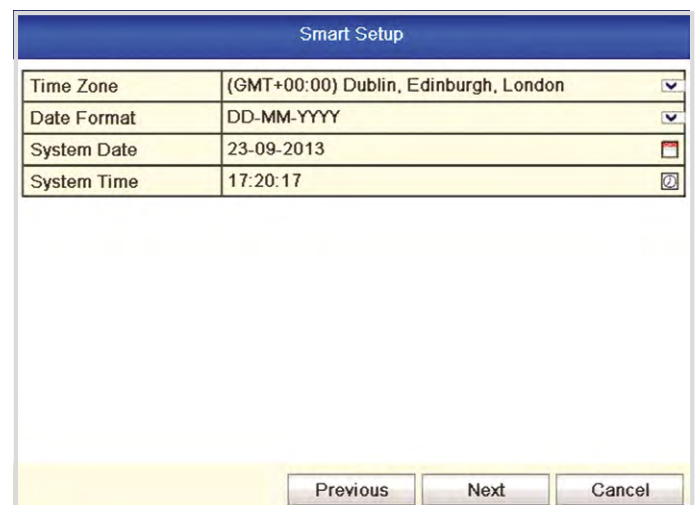 Smart Setup
Time Zone (GMT+00:00) Dublin, Edinburgh, London
Date Format DD-MM-YYYY
System Date 23-09-2013
System Time 17:20:17
Previous Next Cancel